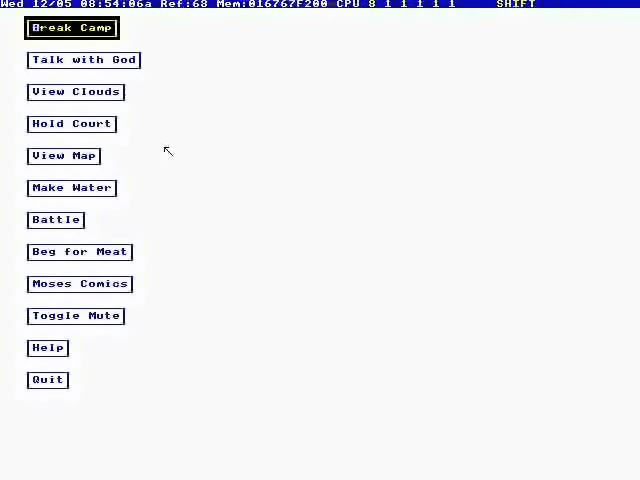 Wed 12/05 08:54:06a Ref:68 Mem:016767F200 CPU 8 1 1 1 1 1 SHIFT
Break Camp
Talk with God
View Clouds
Hold Court
View Map
Make Water
Battle
Beg for Meat
Moses Comics
Toggle Mute
Help
Quit